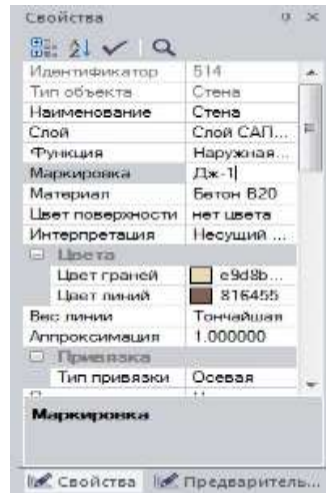 Свойства
Идентификатор 514
Тип объекта Стена
Наименование Стена
Слой Слой САП...
Функция Наружная...
Маркировка Дж-1
Материал Бетон В20
Цвет поверхности нет цвета
Интерпретация Несущий ...
Цвета
Цвет граней e9d8b...
Цвет линий 816455
Вес линии Тончайшая
Аппроксимация 1.000000
Привязка
Тип привязки Осевая
Маркировка
Свойства Предваритель...